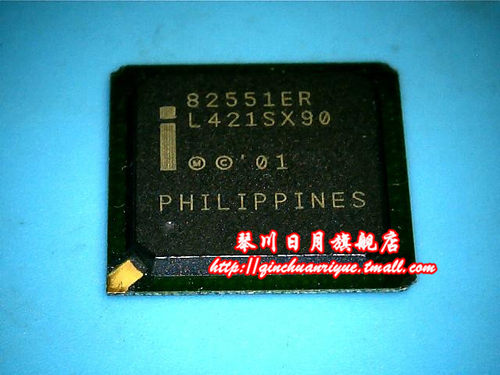 82551ER
L421SX90
i
Ⓜ © '01
PHILIPPINES
琴川日月旗舰店
http://qinchuanriyue.tmall.com